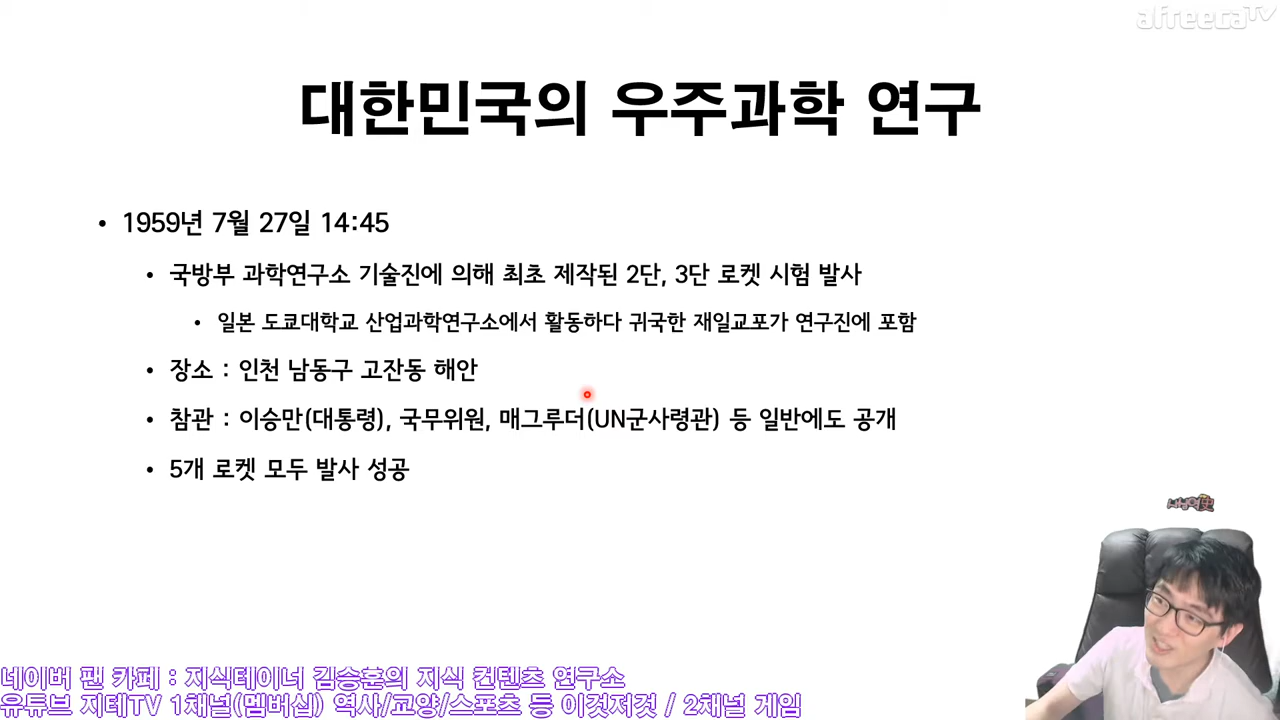 afreecaTV
대한민국의 우주과학 연구
• 1959년 7월 27일 14:45
• 국방부 과학연구소 기술진에 의해 최초 제작된 2단, 3단 로켓 시험 발사
• 일본 도쿄대학교 산업과학연구소에서 활동하다 귀국한 재일교포가 연구진에 포함
• 장소 : 인천 남동구 고잔동 해안
• 참관 : 이승만(대통령), 국무위원, 매그루더(UN군사령관) 등 일반에도 공개
• 5개 로켓 모두 발사 성공
네이버 팬 카페 : 지식테이너 김승훈의 지식 컨텐츠 연구소
유튜브 지테TV 1채널(멤버십) 역사/교양/스포츠 등 이것저것 / 2채널 게임